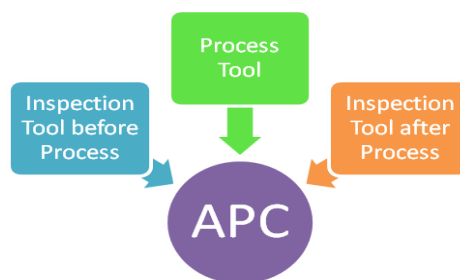 Process
Tool
Inspection
Tool before
Process
Inspection
Tool after
Process
APC